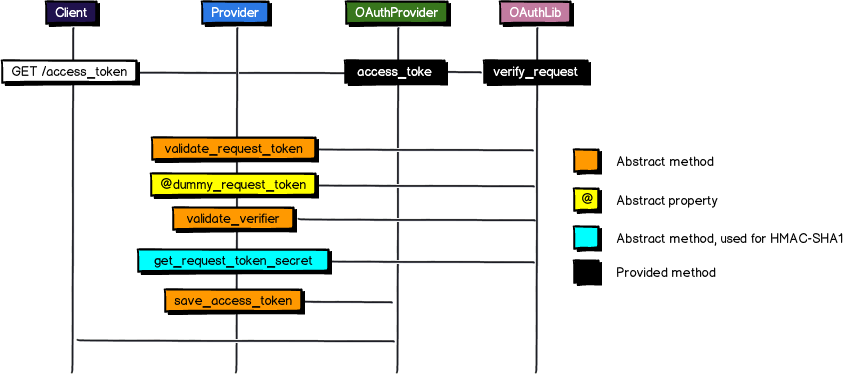 Client
Provider
OAuthProvider
OAuthLib
GET /access_token
access_toke
verify_request
validate_request_token
@dummy_request_token
validate_verifier
get_request_token_secret
save_access_token
Abstract method
@
Abstract property
Abstract method, used for HMAC-SHA1
Provided method